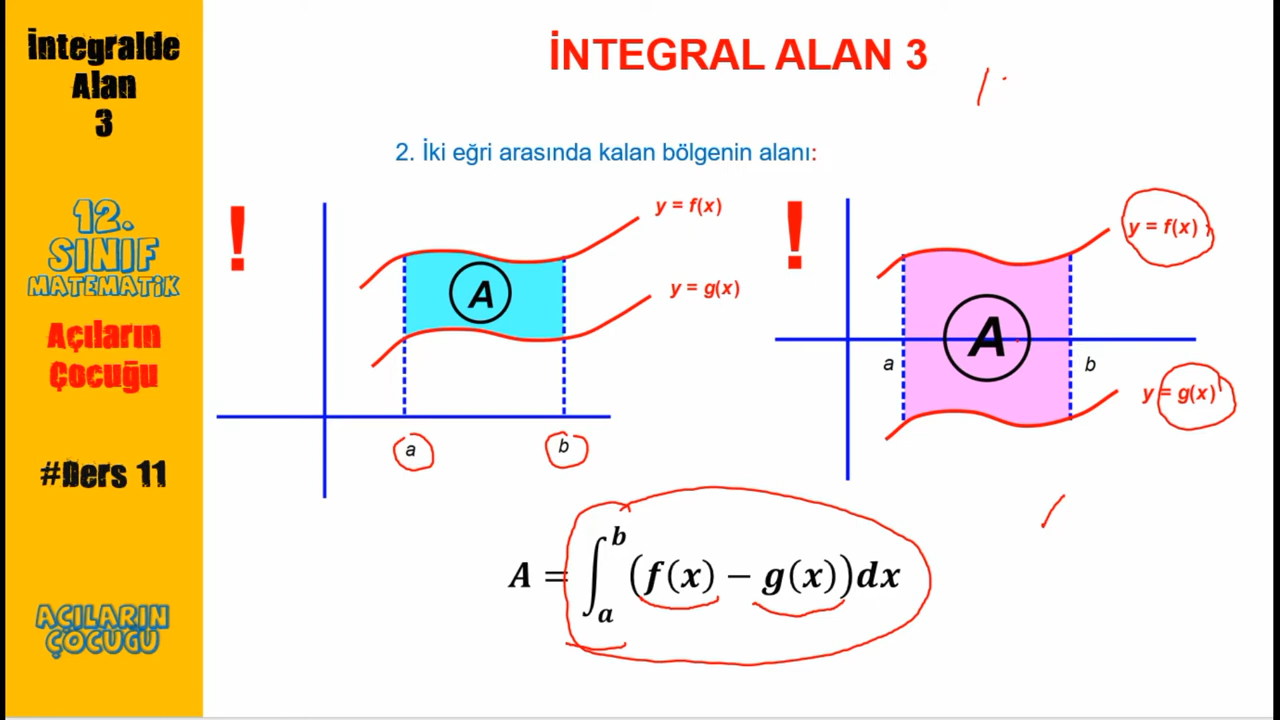 İntegralde
Alan
3
12.
SINIF
MATEMATİK
Açıların
Çocuğu
#Ders 11
AÇILARIN
ÇOCUĞU
İNTEGRAL ALAN 3
2. İki eğri arasında kalan bölgenin alanı:
!
y = f(x)
A
y = g(x)
a
b
!
y = f(x)
A
a
b
y = g(x)
A = ∫_a^b (f(x) − g(x))dx